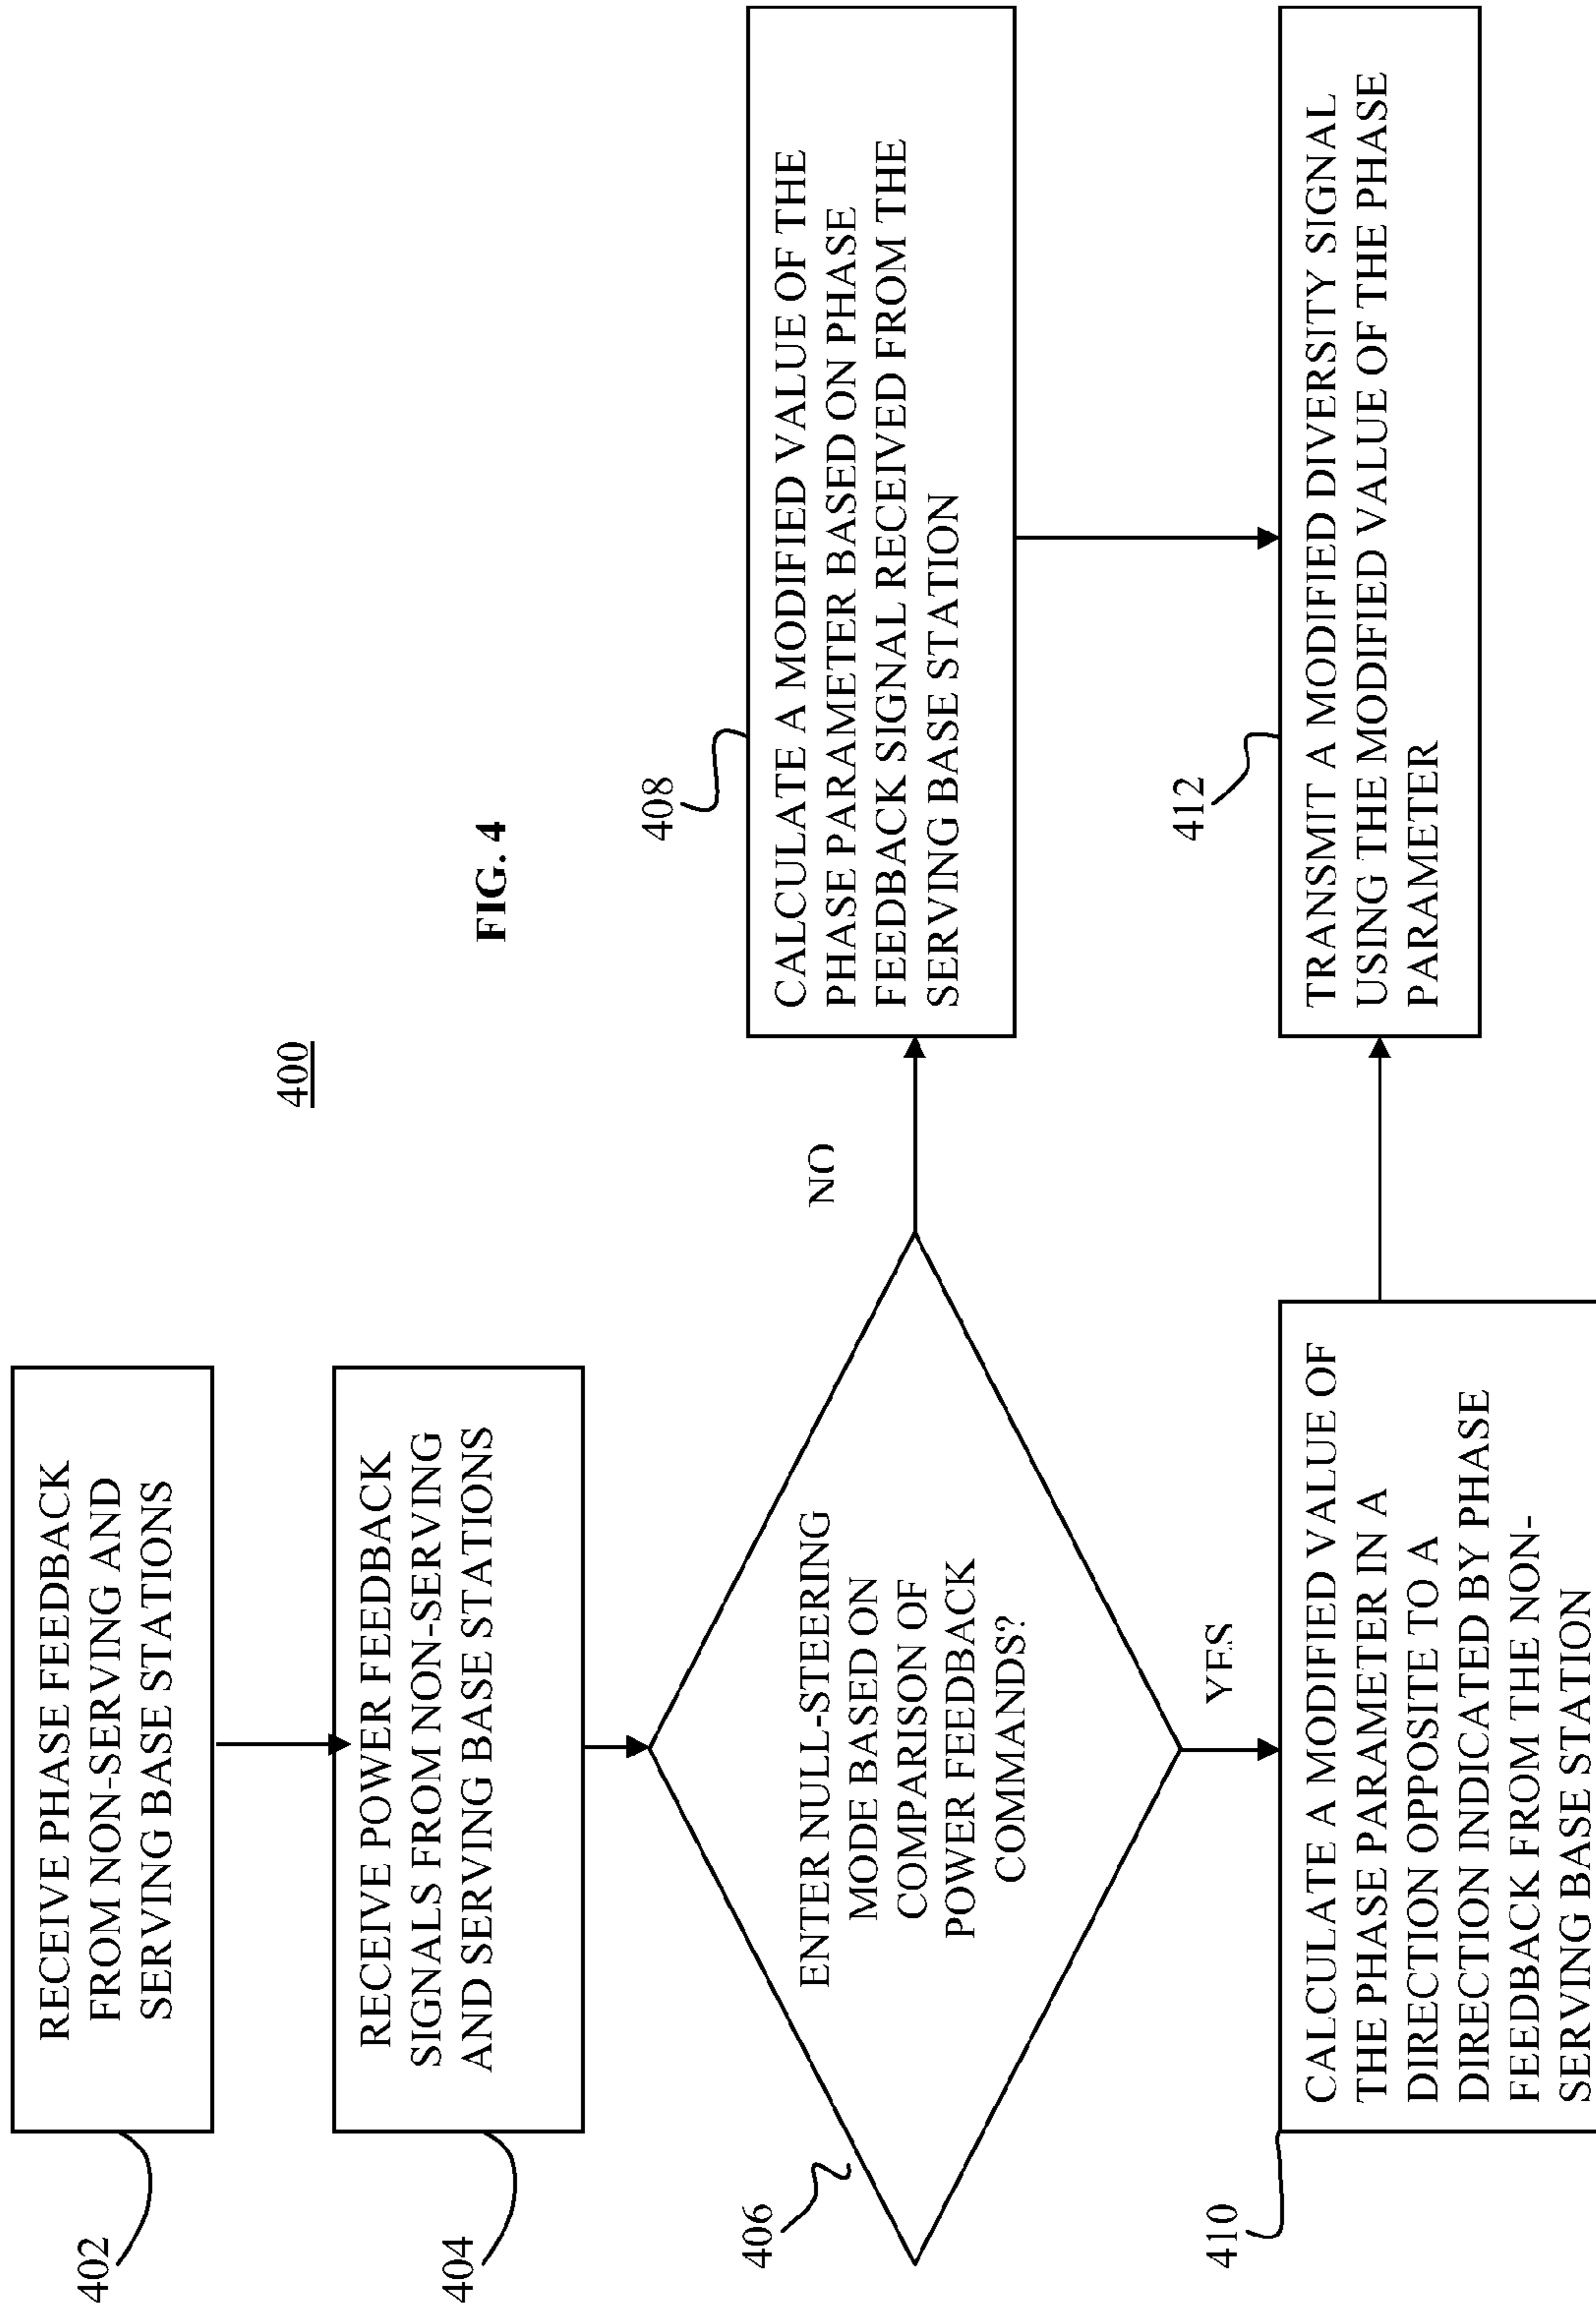 400
FIG. 4
402
RECEIVE PHASE FEEDBACK
FROM NON-SERVING AND
SERVING BASE STATIONS
404
RECEIVE POWER FEEDBACK
SIGNALS FROM NON-SERVING
AND SERVING BASE STATIONS
406
ENTER NULL-STEERING
MODE BASED ON
COMPARISON OF
POWER FEEDBACK
COMMANDS?
NO
408
CALCULATE A MODIFIED VALUE OF THE
PHASE PARAMETER BASED ON PHASE
FEEDBACK SIGNAL RECEIVED FROM THE
SERVING BASE STATION
YES
410
CALCULATE A MODIFIED VALUE OF
THE PHASE PARAMETER IN A
DIRECTION OPPOSITE TO A
DIRECTION INDICATED BY PHASE
FEEDBACK FROM THE NON-
SERVING BASE STATION
412
TRANSMIT A MODIFIED DIVERSITY SIGNAL
USING THE MODIFIED VALUE OF THE PHASE
PARAMETER